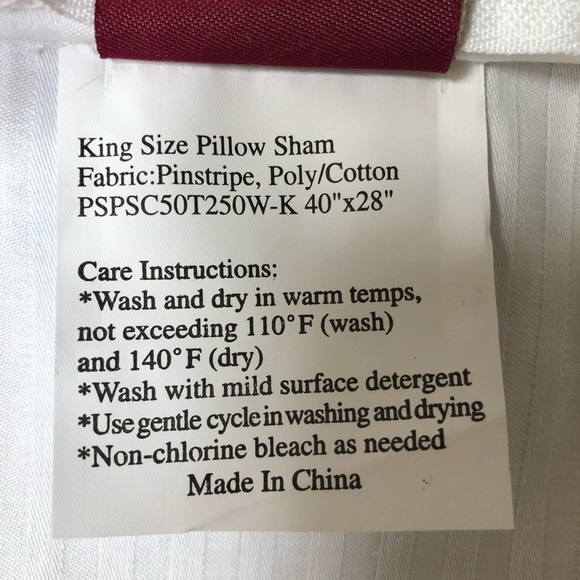 King Size Pillow Sham
Fabric:Pinstripe, Poly/Cotton
PSPSC50T250W-K 40"x28"
Care Instructions:
*Wash and dry in warm temps,
not exceeding 110°F (wash)
and 140°F (dry)
*Wash with mild surface detergent
*Use gentle cycle in washing and drying
*Non-chlorine bleach as needed
Made In China